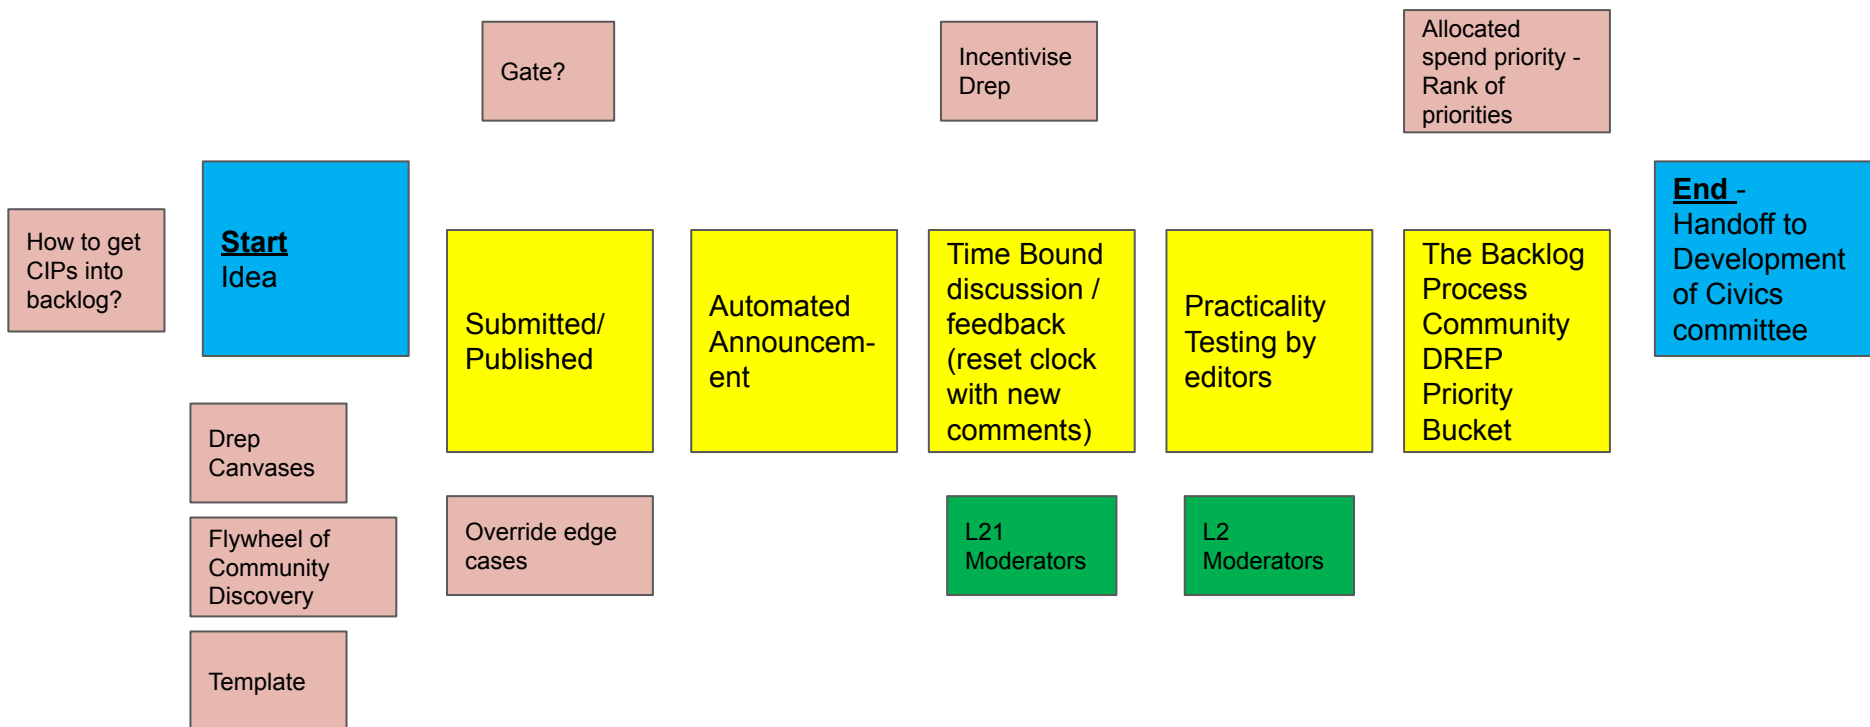 Gate?
Incentivise
Drep
Allocated
spend priority -
Rank of
priorities
How to get
CIPs into
backlog?
Start
Idea
Submitted/
Published
Automated
Announcem-
ent
Time Bound
discussion /
feedback
(reset clock
with new
comments)
Practicality
Testing by
editors
The Backlog
Process
Community
DREP
Priority
Bucket
End -
Handoff to
Development
of Civics
committee
Drep
Canvases
Flywheel of
Community
Discovery
Template
Override edge
cases
L21
Moderators
L2
Moderators